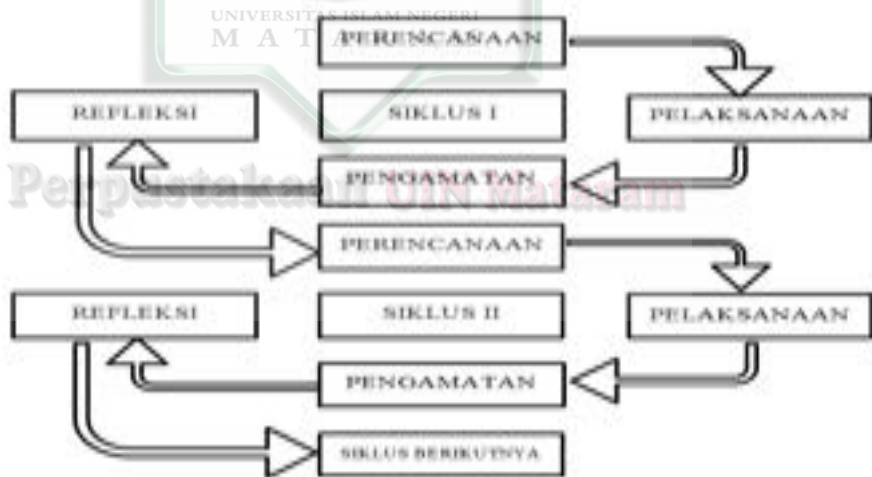 UNIVERSITAS ISLAM NEGERI
MATARAM
PERENCANAAN
REFLEKSI
SIKLUS I
PELAKSANAAN
PENGAMATAN
Perpustakaan UIN Mataram
PERENCANAAN
REFLEKSI
SIKLUS II
PELAKSANAAN
PENGAMATAN
SIKLUS BERIKUTNYA